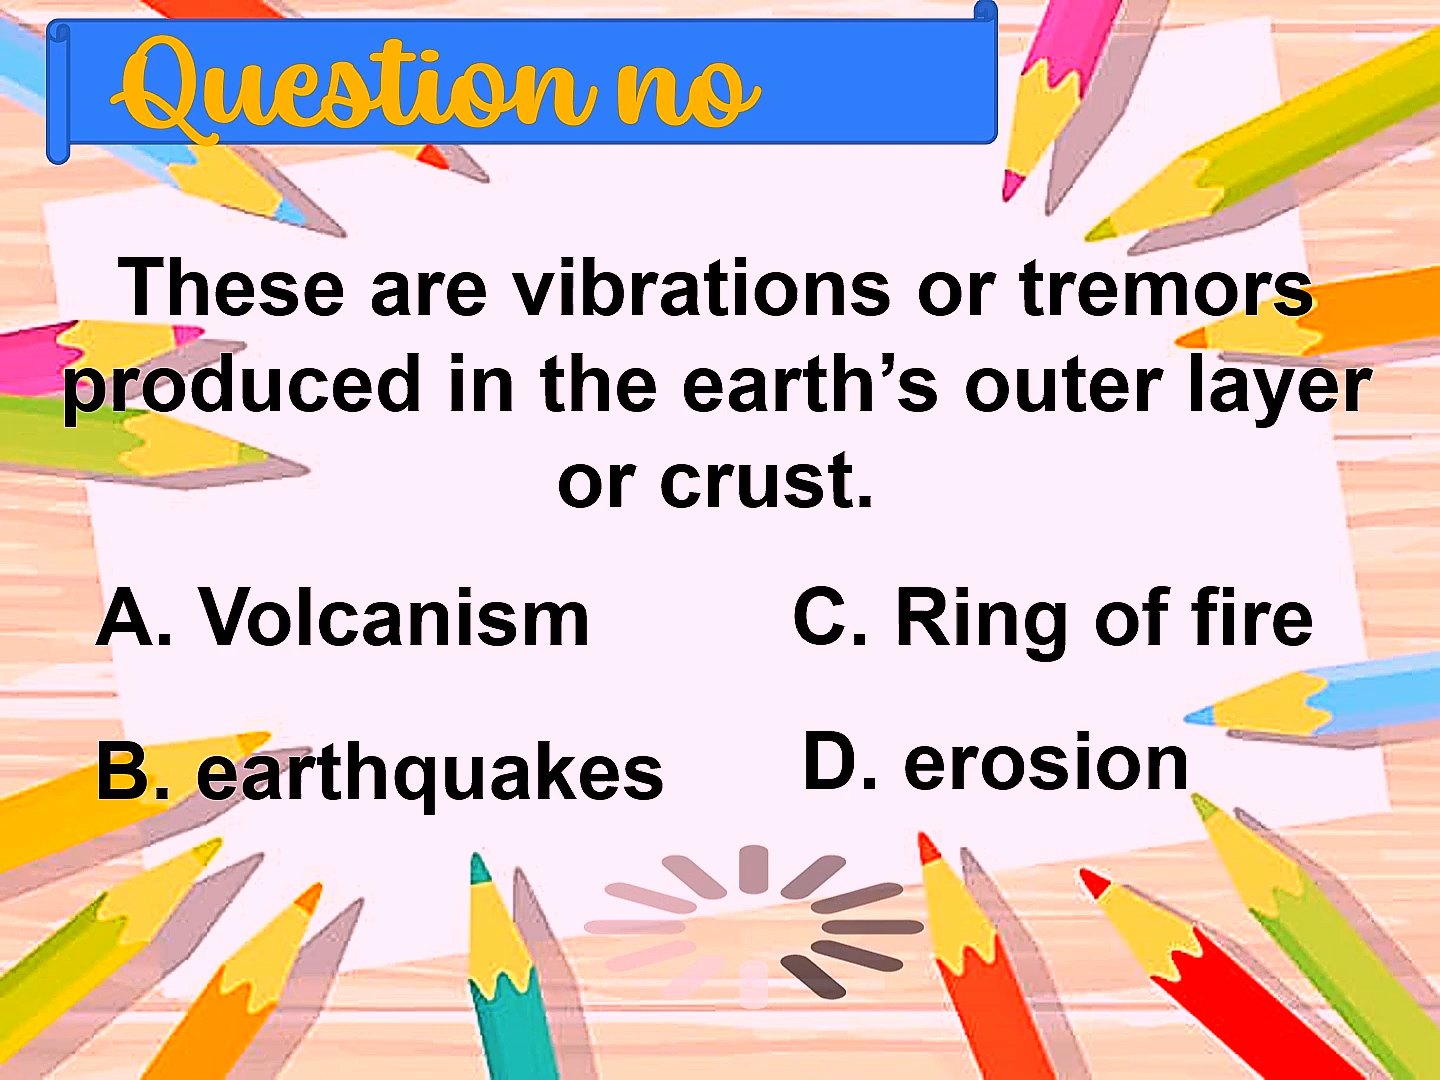 Question no
These are vibrations or tremors
produced in the earth’s outer layer
or crust.
A. Volcanism
C. Ring of fire
B. earthquakes
D. erosion